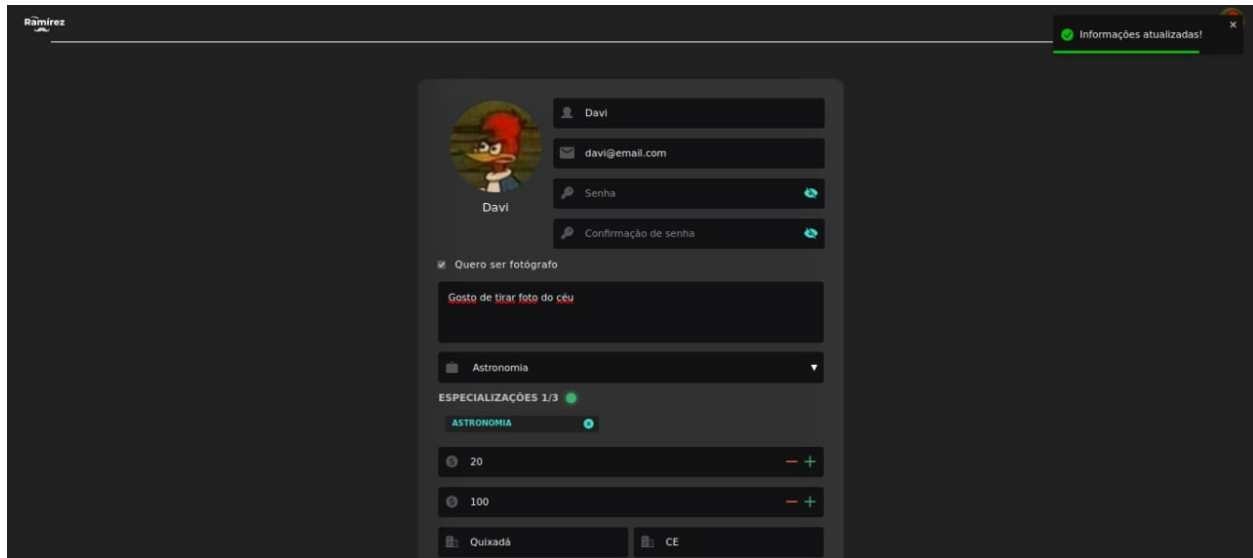 Ramírez
Informações atualizadas!
Davi
davi@email.com
Senha
Davi
Confirmação de senha
Quero ser fotógrafo
Gosto de tirar foto do céu
Astronomia
ESPECIALIZAÇÕES 1/3
ASTRONOMIA
20
100
Quixadá
CE